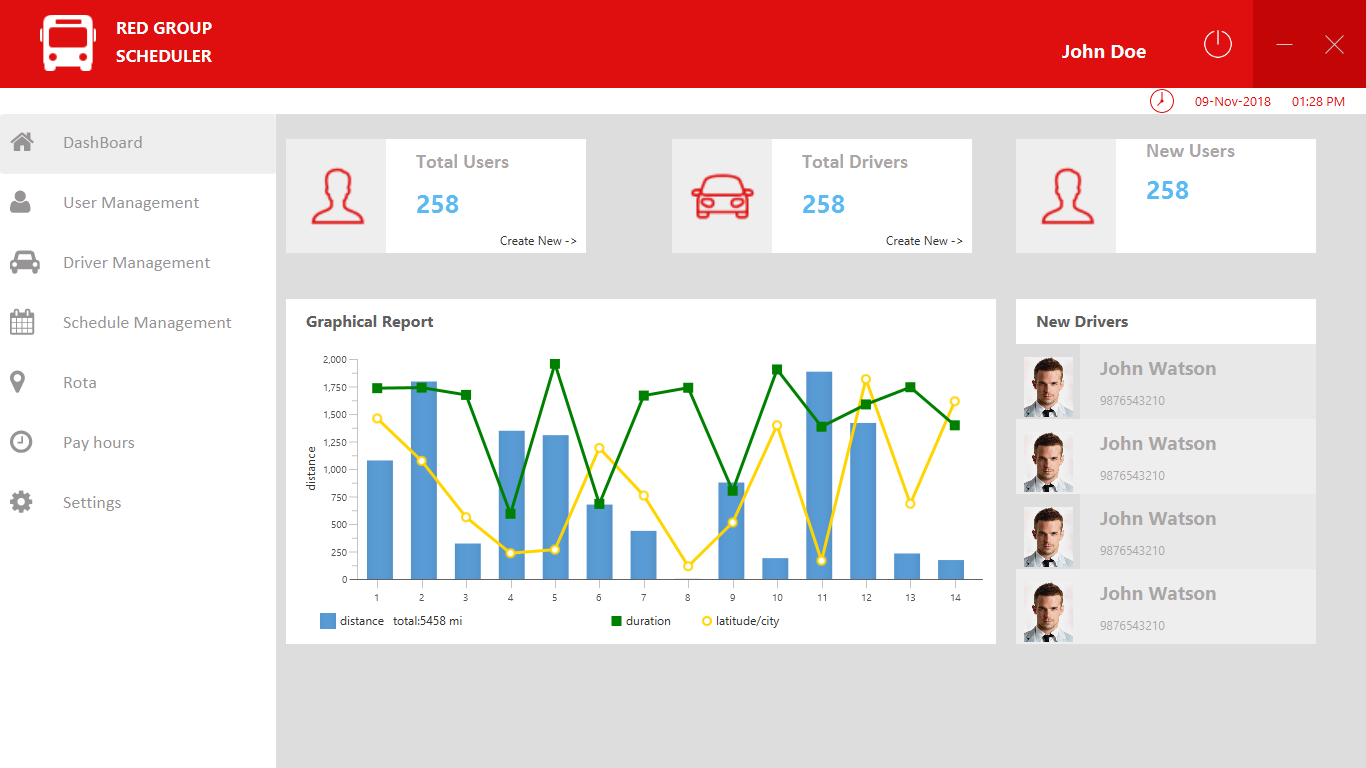 RED GROUP
SCHEDULER
John Doe
09-Nov-2018 01:28 PM
DashBoard
User Management
Driver Management
Schedule Management
Rota
Pay hours
Settings
Total Users
258
Create New ->
Total Drivers
258
Create New ->
New Users
258
Graphical Report
distance
2,000
1,750
1,500
1,250
1,000
750
500
250
0
1 2 3 4 5 6 7 8 9 10 11 12 13 14
distance total:5458 mi duration latitude/city
New Drivers
John Watson
9876543210
John Watson
9876543210
John Watson
9876543210
John Watson
9876543210